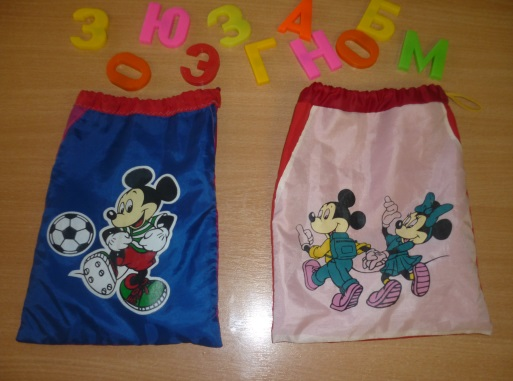 З Ю З А Б
О Э Г Н О М